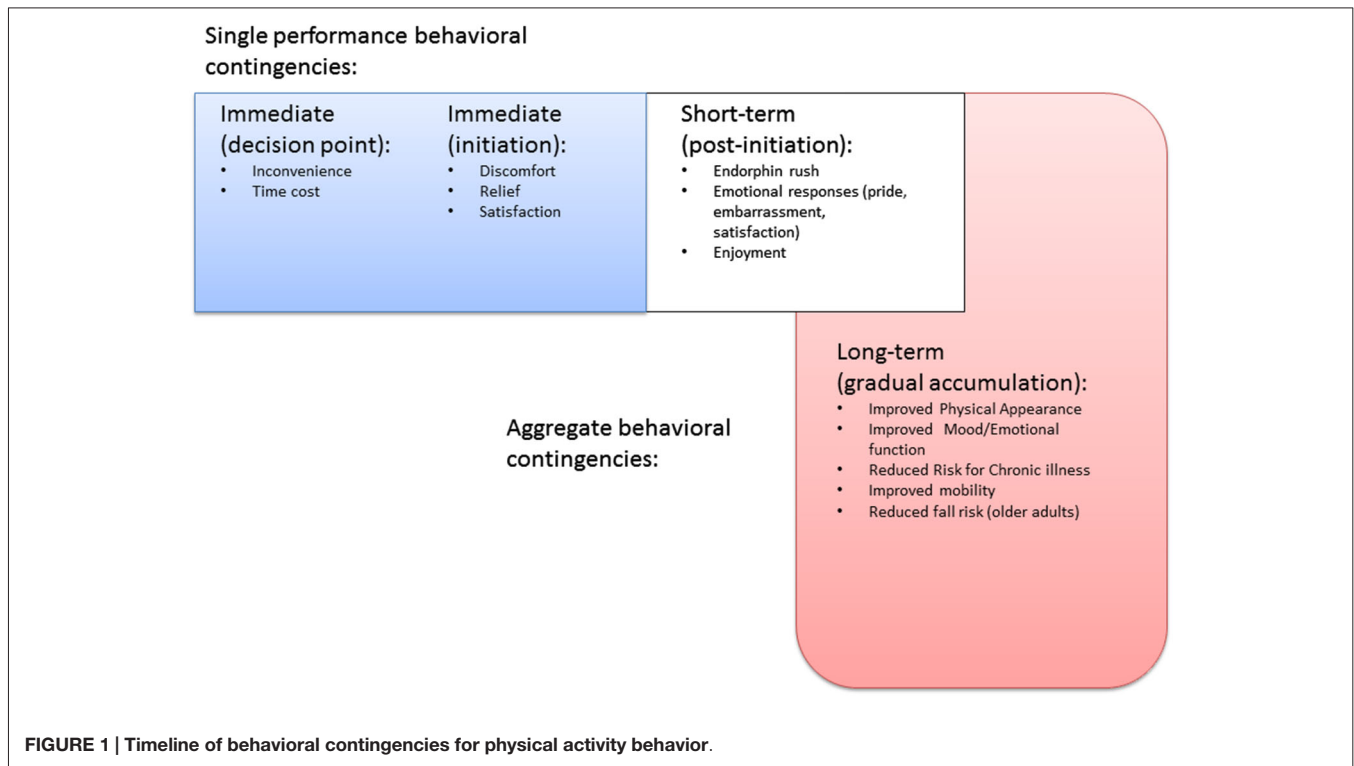 Single performance behavioral
contingencies:
Immediate
(decision point):
• Inconvenience
• Time cost
Immediate
(initiation):
• Discomfort
• Relief
• Satisfaction
Short-term
(post-initiation):
• Endorphin rush
• Emotional responses (pride,
embarrassment,
satisfaction)
• Enjoyment
Long-term
(gradual accumulation):
• Improved Physical Appearance
• Improved Mood/Emotional
function
• Reduced Risk for Chronic illness
• Improved mobility
• Reduced fall risk (older adults)
Aggregate behavioral
contingencies:
FIGURE 1 | Timeline of behavioral contingencies for physical activity behavior.